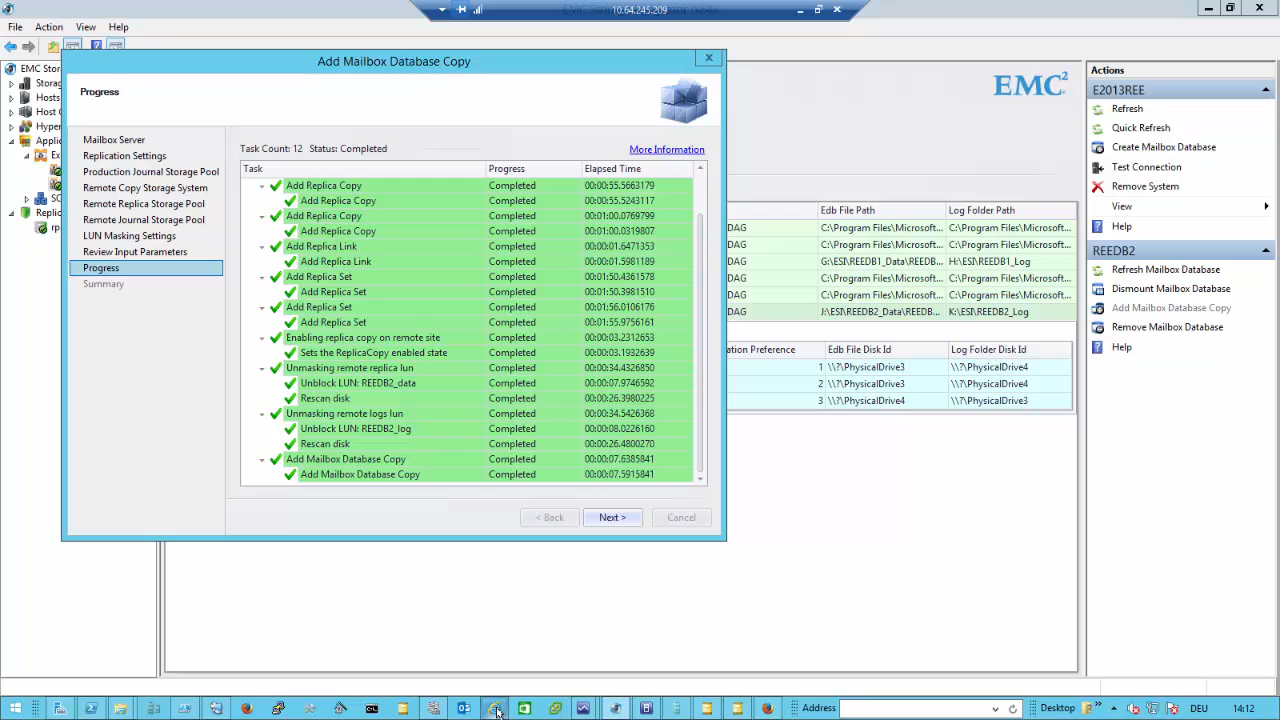 10.64.245.209
File Action View Help
EMC Stor
Storag
Hosts
Host C
Hyper
Appli
Ex
SC
Replic
rp
Add Mailbox Database Copy
x
Progress
Mailbox Server
Replication Settings
Production Journal Storage Pool
Remote Copy Storage System
Remote Replica Storage Pool
Remote Journal Storage Pool
LUN Masking Settings
Review Input Parameters
Progress
Summary
Task Count: 12 Status: Completed
More Information
Task Progress Elapsed Time
Add Replica Copy Completed 00:00:55.5663179
Add Replica Copy Completed 00:00:55.5243117
Add Replica Copy Completed 00:01:00.0769799
Add Replica Copy Completed 00:01:00.0319807
Add Replica Link Completed 00:00:01.6471353
Add Replica Link Completed 00:00:01.5981189
Add Replica Set Completed 00:01:50.4361578
Add Replica Set Completed 00:01:50.3981510
Add Replica Set Completed 00:01:56.0106176
Add Replica Set Completed 00:01:55.9756161
Enabling replica copy on remote site Completed 00:00:03.2312653
Sets the ReplicaCopy enabled state Completed 00:00:03.1932639
Unmasking remote replica lun Completed 00:00:34.4326850
Unblock LUN: REEDB2_data Completed 00:00:07.9746592
Rescan disk Completed 00:00:26.3980225
Unmasking remote logs lun Completed 00:00:34.5426368
Unblock LUN: REEDB2_log Completed 00:00:08.0226160
Rescan disk Completed 00:00:26.4800270
Add Mailbox Database Copy Completed 00:00:07.6385841
Add Mailbox Database Copy Completed 00:00:07.5915841
< Back Next > Cancel
EMC²
Edb File Path Log Folder Path
DAG C:\Program Files\Microsoft... C:\Program Files\Microsoft...
DAG C:\Program Files\Microsoft... C:\Program Files\Microsoft...
DAG G:\ESI\REEDB1_Data\REEDB... H:\ESI\REEDB1_Log
DAG C:\Program Files\Microsoft... C:\Program Files\Microsoft...
DAG C:\Program Files\Microsoft... C:\Program Files\Microsoft...
DAG J:\ESI\REEDB2_Data\REEDB... K:\ESI\REEDB2_Log
ation Preference Edb File Disk Id Log Folder Disk Id
1 \\?\PhysicalDrive3 \\?\PhysicalDrive4
2 \\?\PhysicalDrive3 \\?\PhysicalDrive4
3 \\?\PhysicalDrive4 \\?\PhysicalDrive3
Actions
E2013REE
Refresh
Quick Refresh
Create Mailbox Database
Test Connection
Remove System
View
Help
REEDB2
Refresh Mailbox Database
Dismount Mailbox Database
Add Mailbox Database Copy
Remove Mailbox Database
Help
Address
Desktop
DEU
14:12